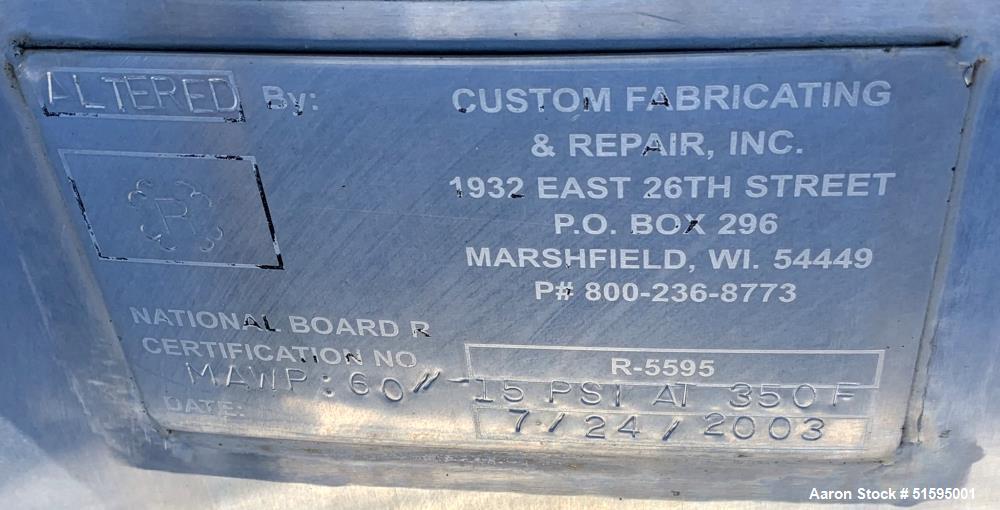 ALTERED By:
CUSTOM FABRICATING
& REPAIR, INC.
1932 EAST 26TH STREET
P.O. BOX 296
MARSHFIELD, WI. 54449
P# 800-236-8773
R
NATIONAL BOARD R
CERTIFICATION NO
R-5595
MAWP: 60"-15 PSI AT 350F
DATE: 7/24/2003
Aaron Stock # 51595001